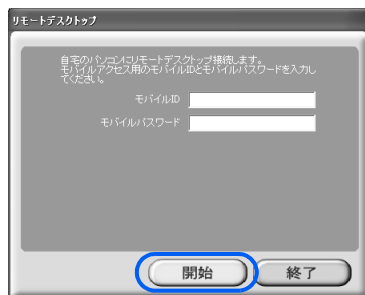 リモートデスクトップ
自宅のパソコンにリモートデスクトップ接続します。
モバイルアクセス用のモバイルIDとモバイルパスワードを入力し
てください。
モバイルID
モバイルパスワード
開始 終了